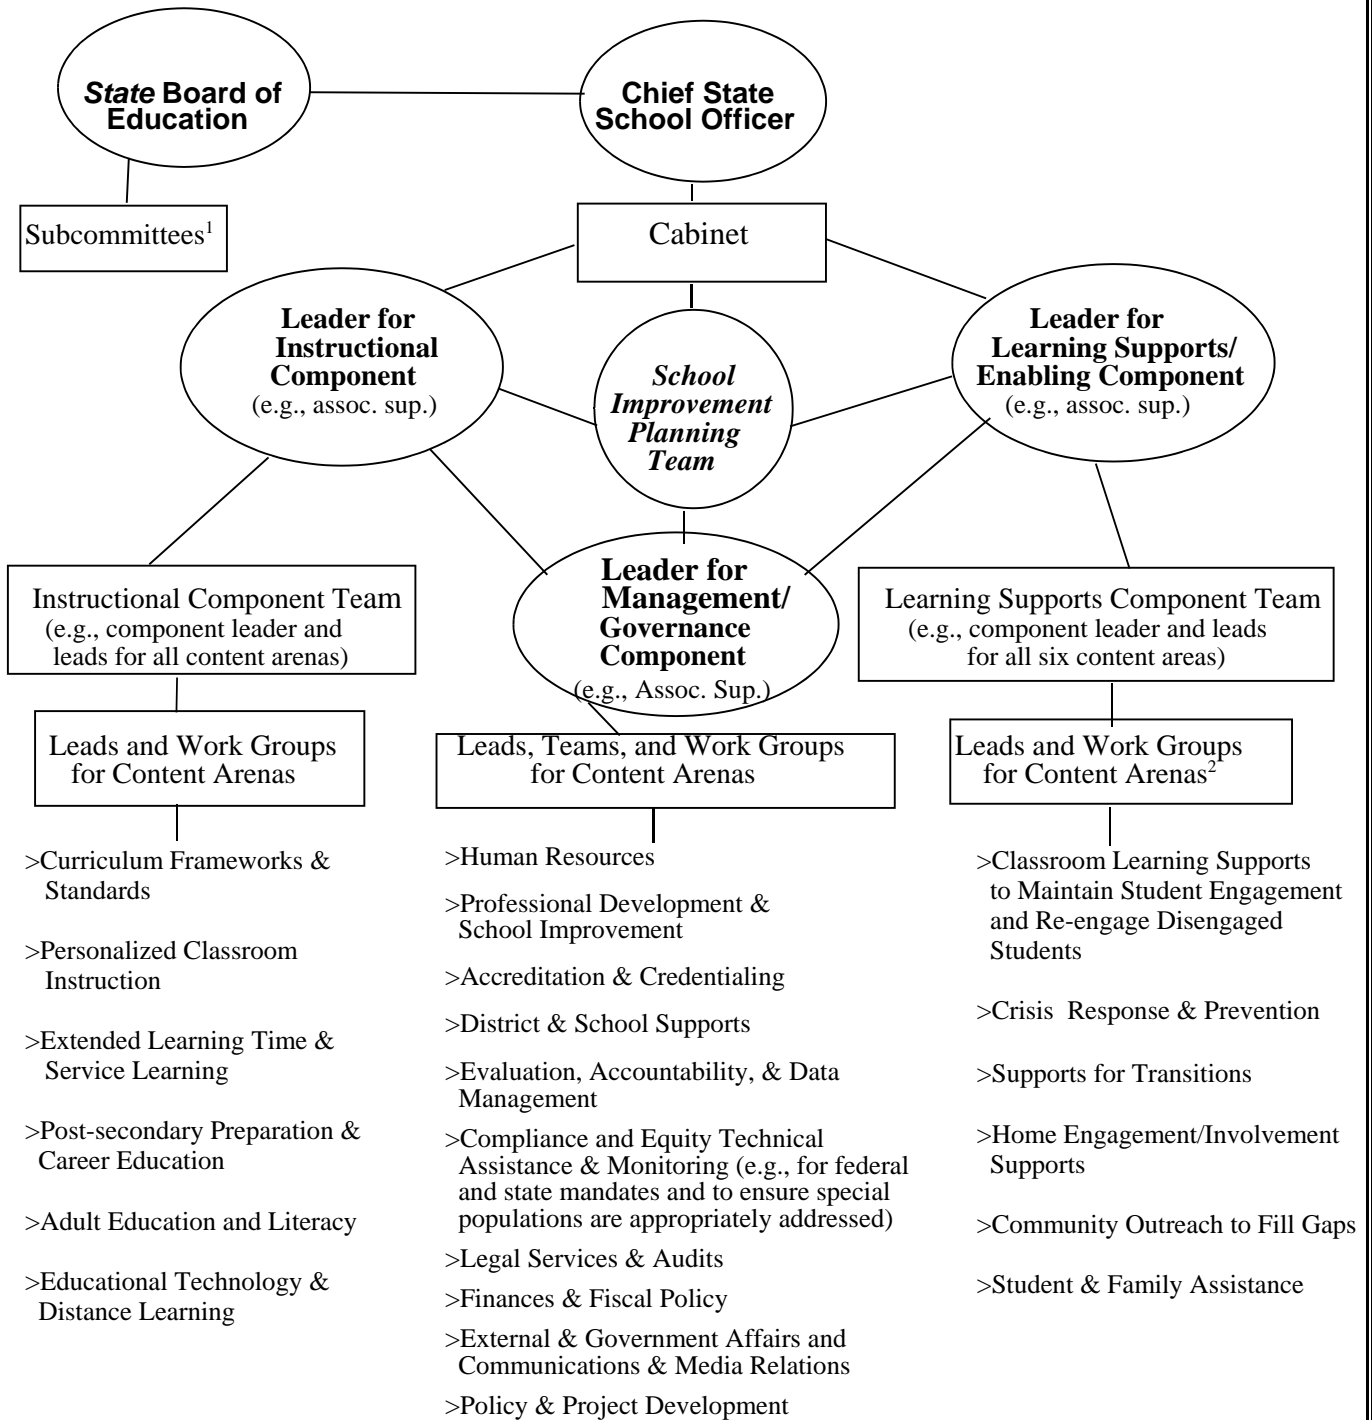 State Board of
Education
Chief State
School Officer
Subcommittees1
Cabinet
Leader for
Instructional
Component
(e.g., assoc. sup.)
School
Improvement
Planning
Team
Leader for
Learning Supports/
Enabling Component
(e.g., assoc. sup.)
Instructional Component Team
(e.g., component leader and
leads for all content arenas)
Leader for
Management/
Governance
Component
(e.g., Assoc. Sup.)
Learning Supports Component Team
(e.g., component leader and leads
for all six content areas)
Leads and Work Groups
for Content Arenas
Leads, Teams, and Work Groups
for Content Arenas
Leads and Work Groups
for Content Arenas2
>Curriculum Frameworks &
Standards
>Personalized Classroom
Instruction
>Extended Learning Time &
Service Learning
>Post-secondary Preparation &
Career Education
>Adult Education and Literacy
>Educational Technology &
Distance Learning
>Human Resources
>Professional Development &
School Improvement
>Accreditation & Credentialing
>District & School Supports
>Evaluation, Accountability, & Data
Management
>Compliance and Equity Technical
Assistance & Monitoring (e.g., for federal
and state mandates and to ensure special
populations are appropriately addressed)
>Legal Services & Audits
>Finances & Fiscal Policy
>External & Government Affairs and
Communications & Media Relations
>Policy & Project Development
>Classroom Learning Supports
to Maintain Student Engagement
and Re-engage Disengaged
Students
>Crisis Response & Prevention
>Supports for Transitions
>Home Engagement/Involvement
Supports
>Community Outreach to Fill Gaps
>Student & Family Assistance